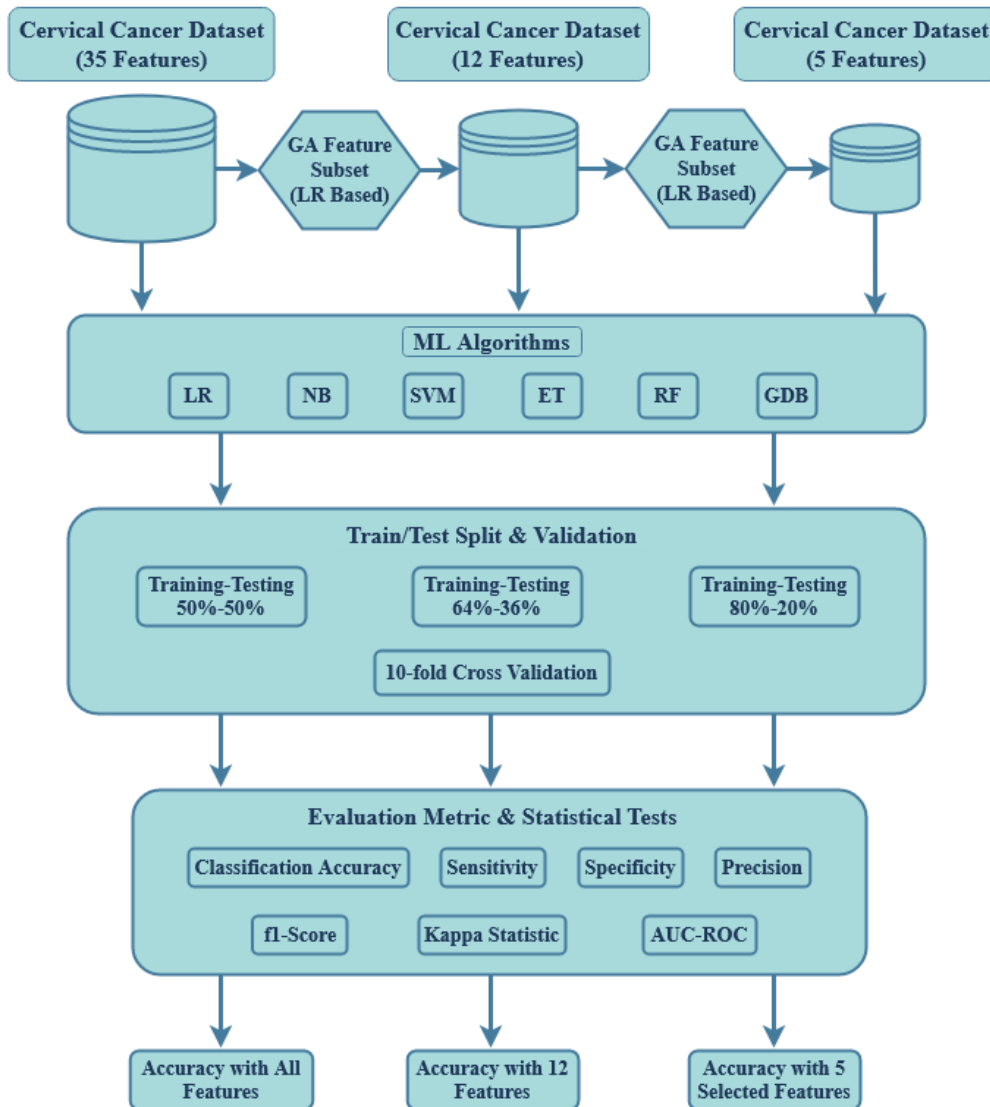 Cervical Cancer Dataset
(35 Features)
Cervical Cancer Dataset
(12 Features)
Cervical Cancer Dataset
(5 Features)
GA Feature
Subset
(LR Based)
GA Feature
Subset
(LR Based)
ML Algorithms
LR
NB
SVM
ET
RF
GDB
Train/Test Split & Validation
Training-Testing
50%-50%
Training-Testing
64%-36%
Training-Testing
80%-20%
10-fold Cross Validation
Evaluation Metric & Statistical Tests
Classification Accuracy
Sensitivity
Specificity
Precision
f1-Score
Kappa Statistic
AUC-ROC
Accuracy with All
Features
Accuracy with 12
Features
Accuracy with 5
Selected Features